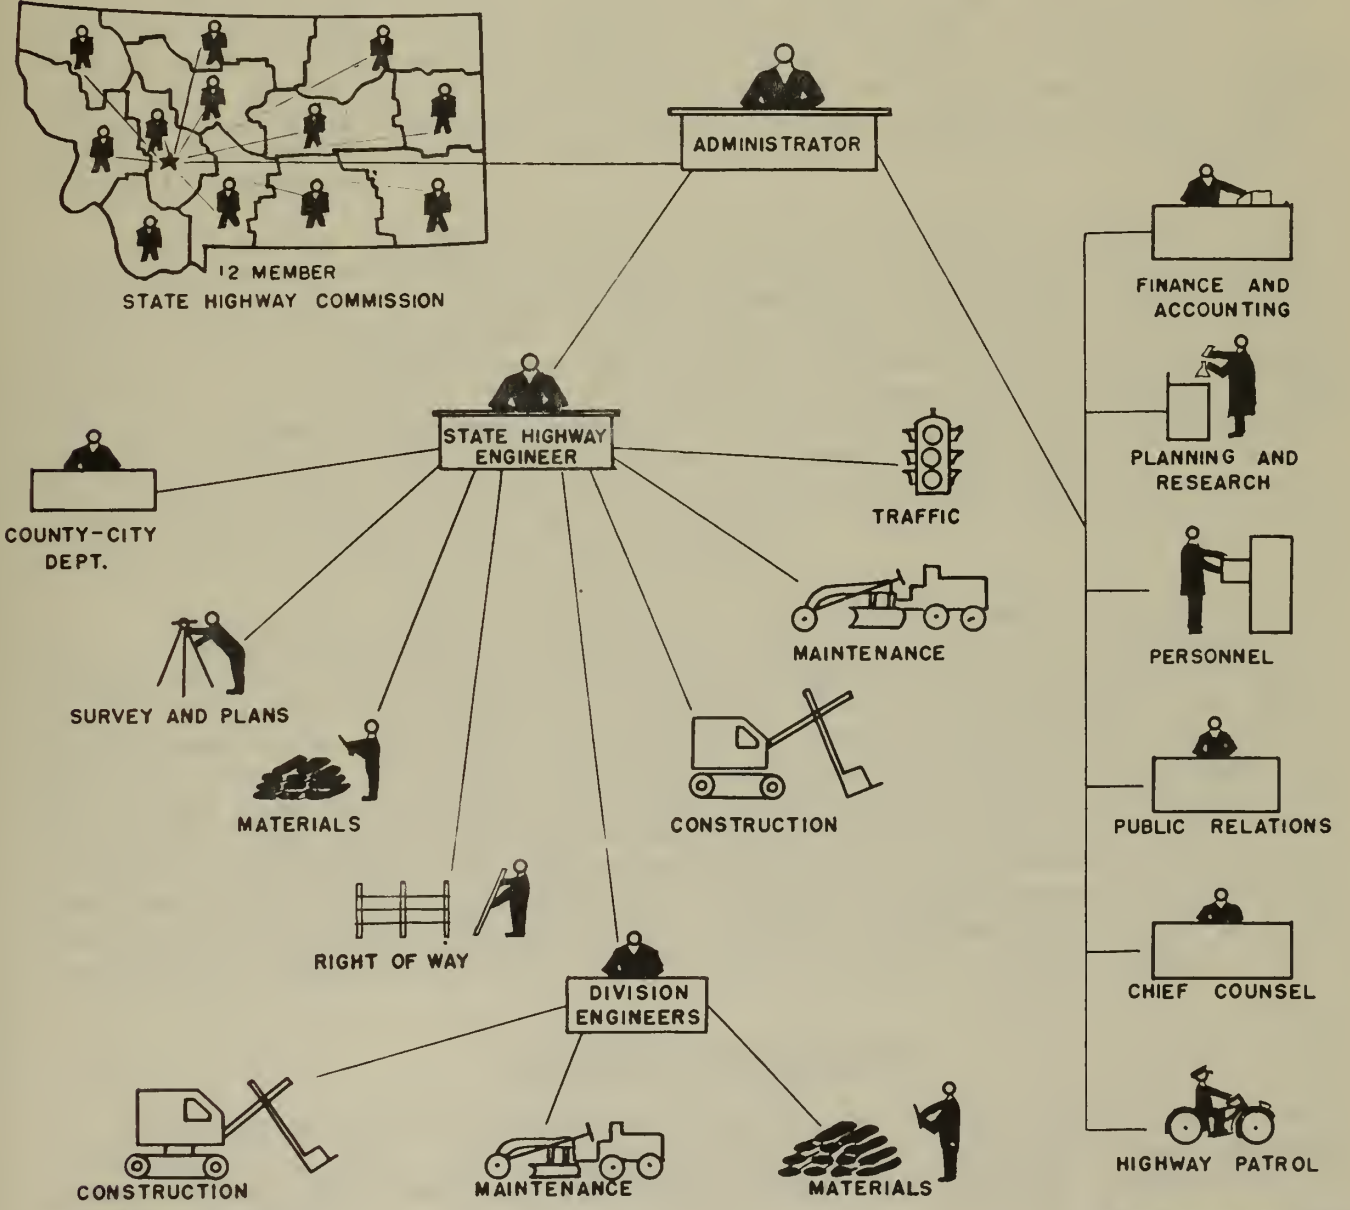 ADMINISTRATOR
12 MEMBER
STATE HIGHWAY COMMISSION
FINANCE AND
ACCOUNTING
STATE HIGHWAY
ENGINEER
PLANNING AND
RESEARCH
TRAFFIC
COUNTY-CITY
DEPT.
MAINTENANCE
PERSONNEL
SURVEY AND PLANS
MATERIALS
CONSTRUCTION
PUBLIC RELATIONS
RIGHT OF WAY
DIVISION
ENGINEERS
CHIEF COUNSEL
HIGHWAY PATROL
CONSTRUCTION
MAINTENANCE
MATERIALS